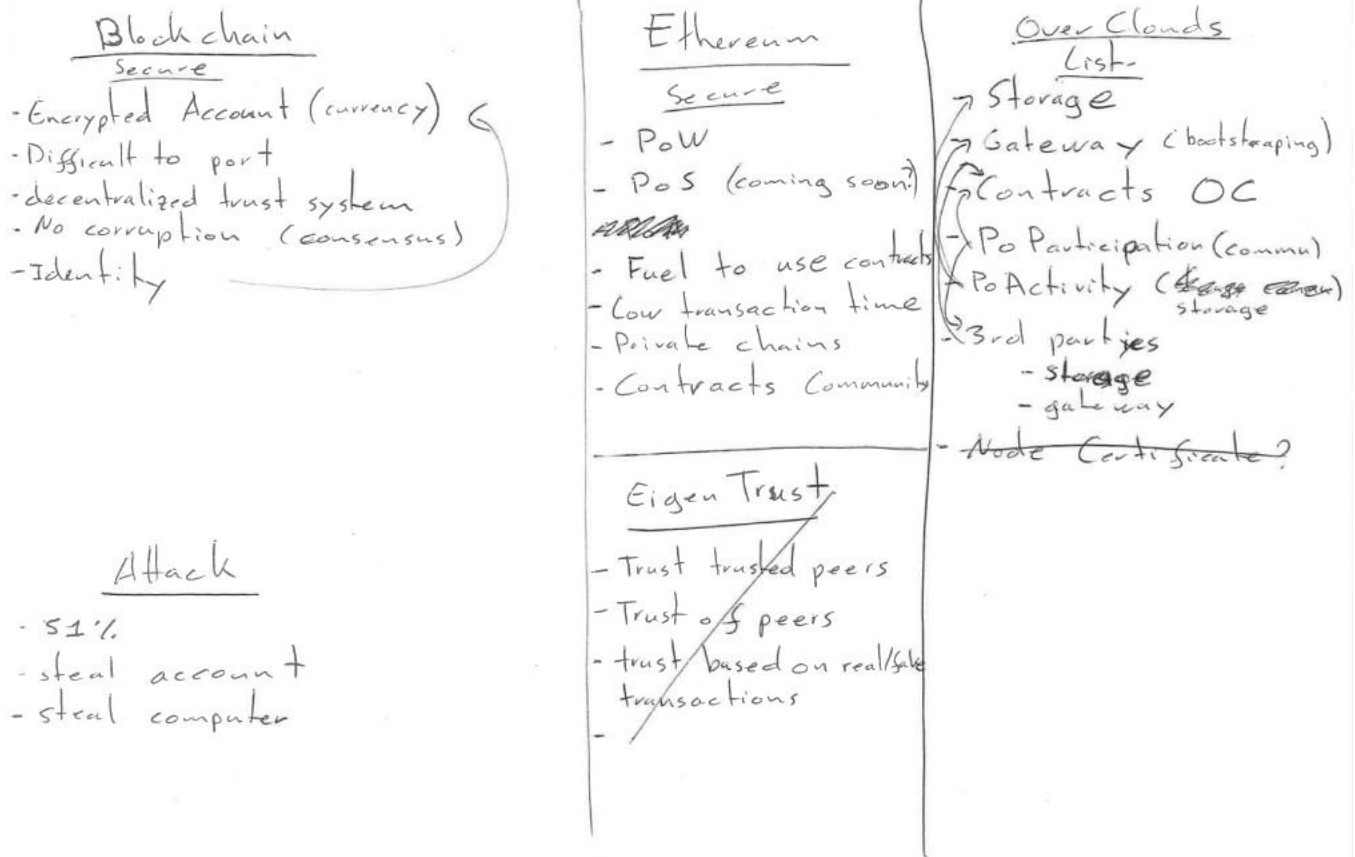 Blockchain
Secure
- Encrypted Account (currency)
- Difficult to port
- decentralized trust system
- No corruption (consensus)
- Identity
Attack
- 51%
- steal account
- steal computer
Ethereum
Secure
- PoW
- PoS (coming soon?)
- Fuel to use contracts
- Low transaction time
- Private chains
- Contracts Community
Eigen Trust
- Trust trusted peers
- Trust of peers
- trust based on real/fake
transactions
-
Over Clouds
List
- Storage
- Gateway (bootstraping)
- Contracts OC
- Po Participation (commu)
- Po Activity (
storage
- 3rd parties
- storage
- gateway
- Node Certificate?